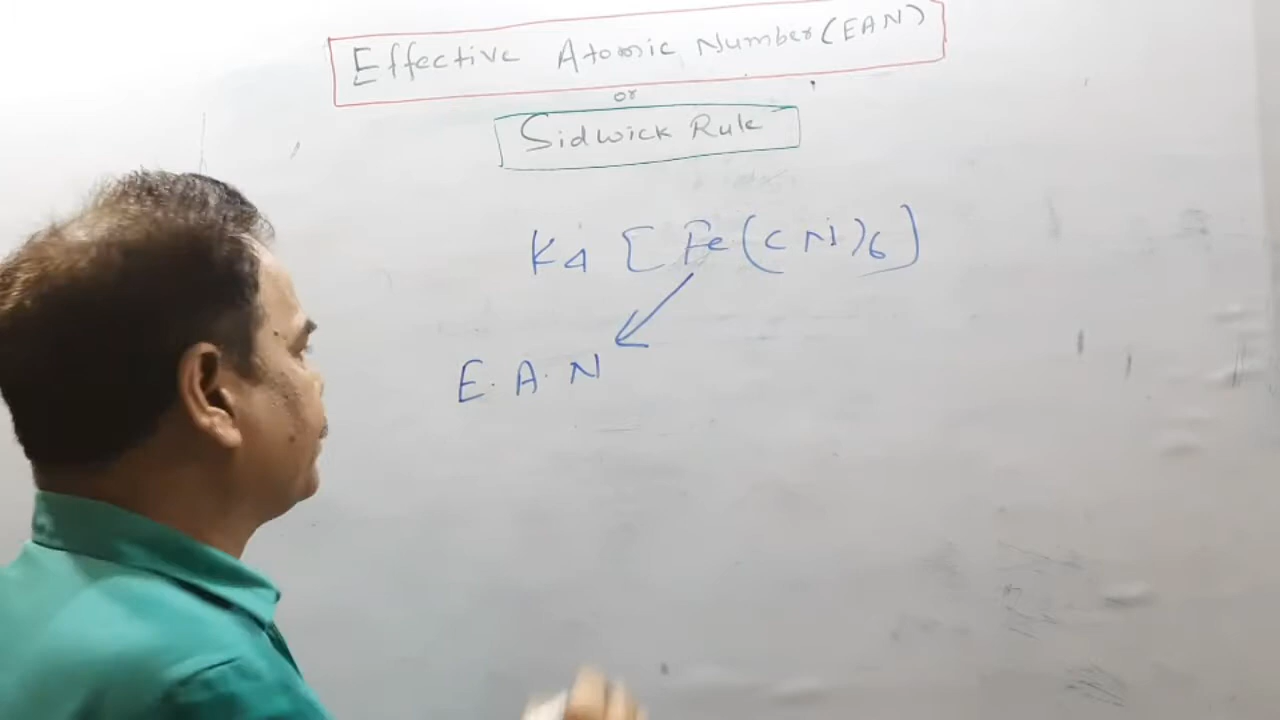 Effective Atomic Number (EAN)
or
Sidwick Rule
K4 [Fe(CN)6]
E.A.N